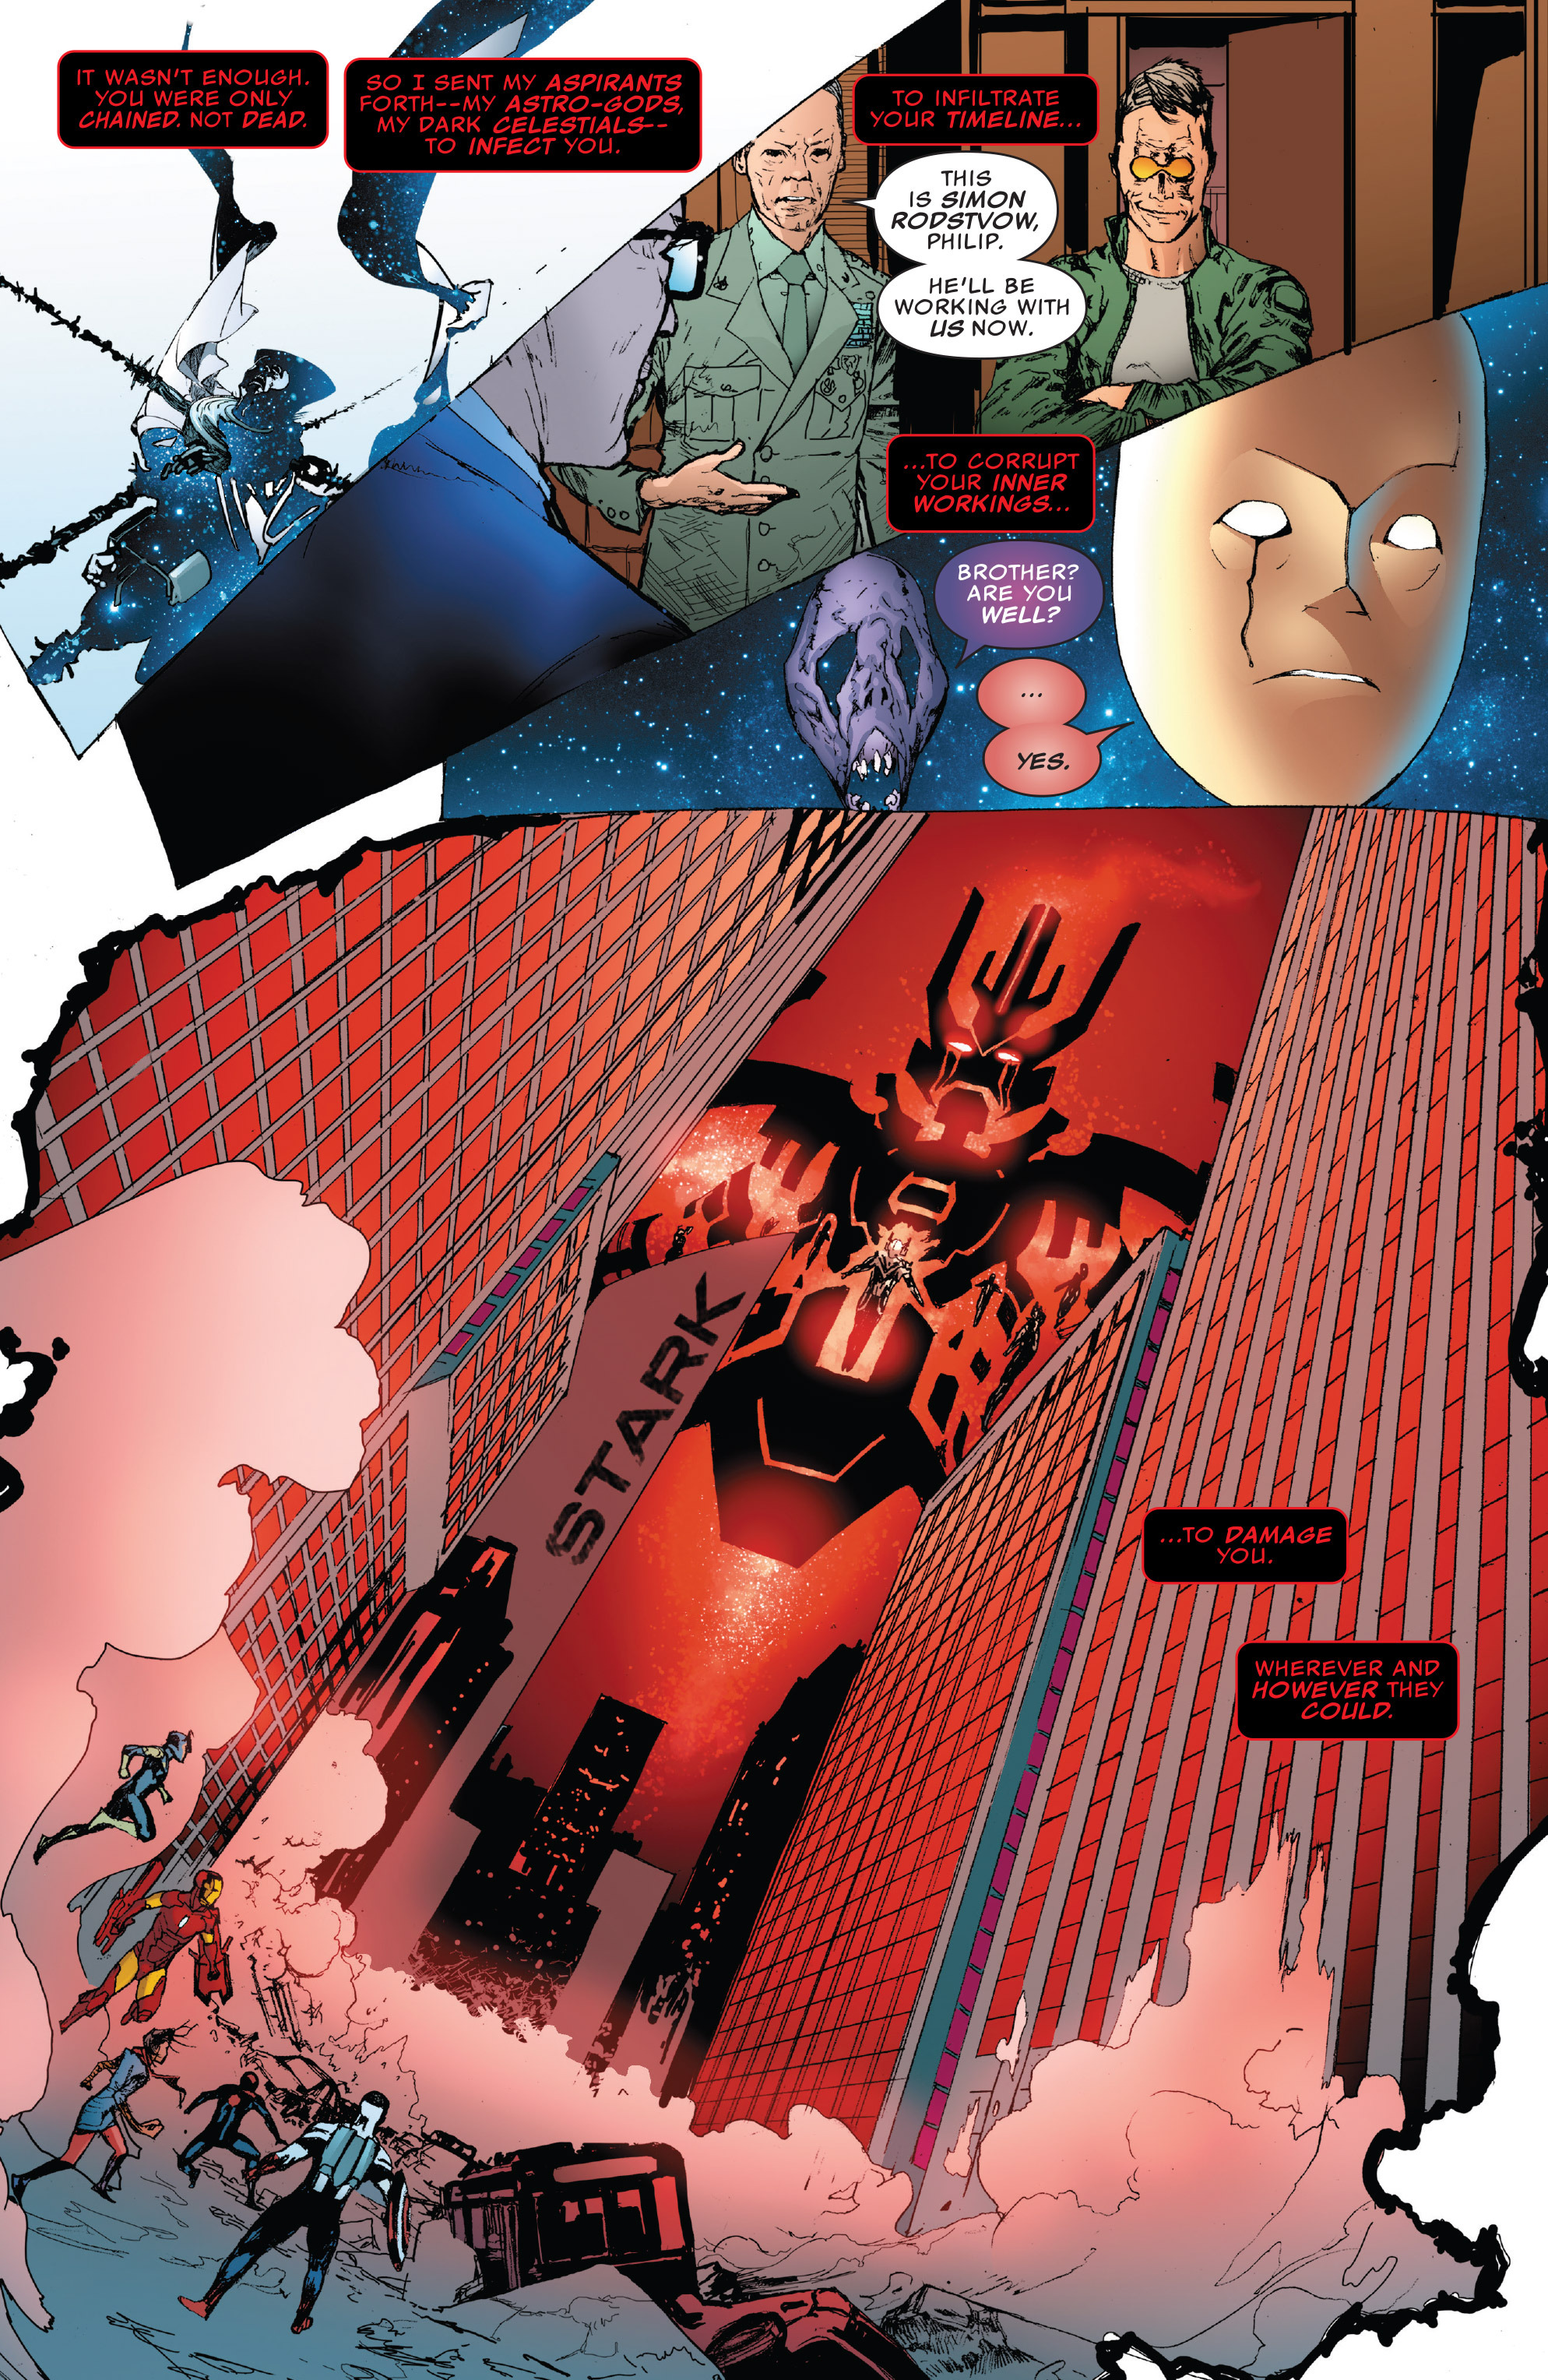 IT WASN'T ENOUGH.
YOU WERE ONLY
CHAINED. NOT DEAD.
SO I SENT MY ASPIRANTS
FORTH--MY ASTRO-GODS,
MY DARK CELESTIALS--
TO INFECT YOU.
TO INFILTRATE
YOUR TIMELINE...
THIS
IS SIMON
RODSTVOW,
PHILIP.
HE'LL BE
WORKING WITH
US NOW.
...TO CORRUPT
YOUR INNER
WORKINGS...
BROTHER?
ARE YOU
WELL?
...
YES.
STARK
...TO DAMAGE
YOU.
WHEREVER AND
HOWEVER THEY
COULD.